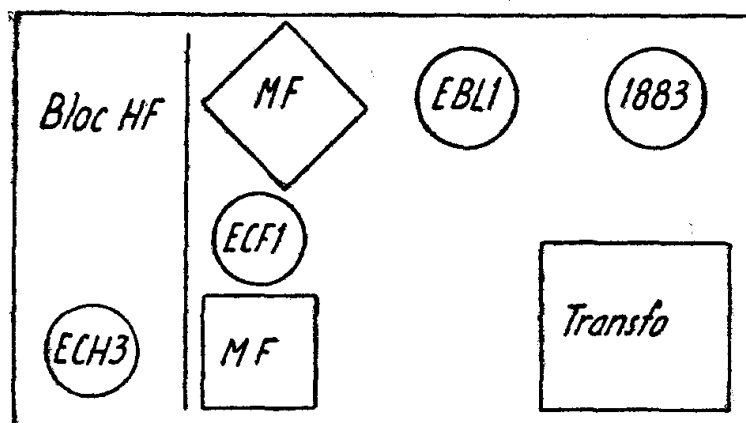 Bloc HF
MF
EBL1
1883
ECF1
ECH3
MF
Transfo